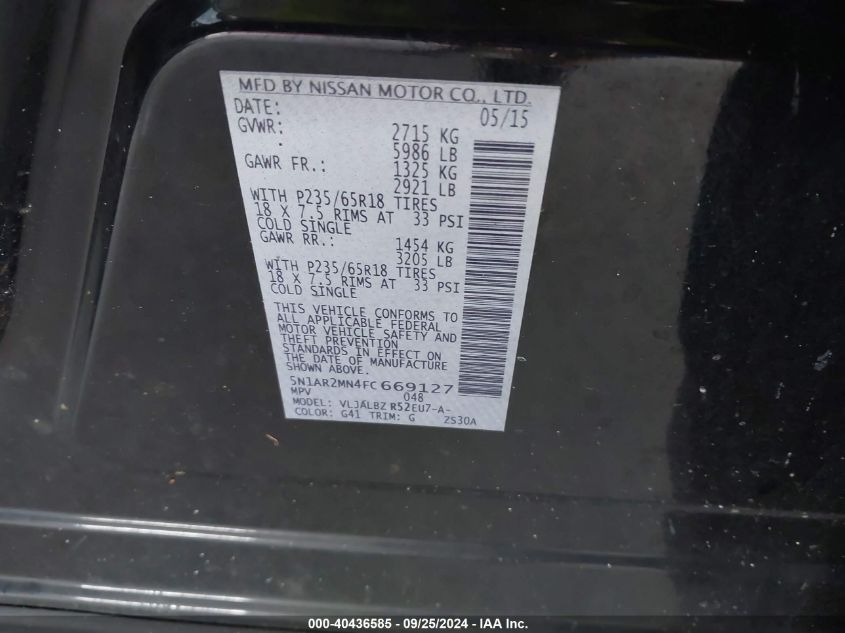 MFD BY NISSAN MOTOR CO., LTD.
DATE: 05/15
GVWR: 2715 KG
: 5986 LB
GAWR FR.: 1325 KG
2921 LB
WITH P235/65R18 TIRES
18 X 7.5 RIMS AT 33 PSI
COLD SINGLE
GAWR RR.: 1454 KG
3205 LB
WITH P235/65R18 TIRES
18 X 7.5 RIMS AT 33 PSI
COLD SINGLE
THIS VEHICLE CONFORMS TO
ALL APPLICABLE FEDERAL
MOTOR VEHICLE SAFETY AND
THEFT PREVENTION
STANDARDS IN EFFECT ON
THE DATE OF MANUFACTURE
5N1AR2MN4FC669127
MPV 048
MODEL: VLJALBZ R52EU7-A-
COLOR: G41 TRIM: G ZS30A
000-40436585 - 09/25/2024 - IAA Inc.